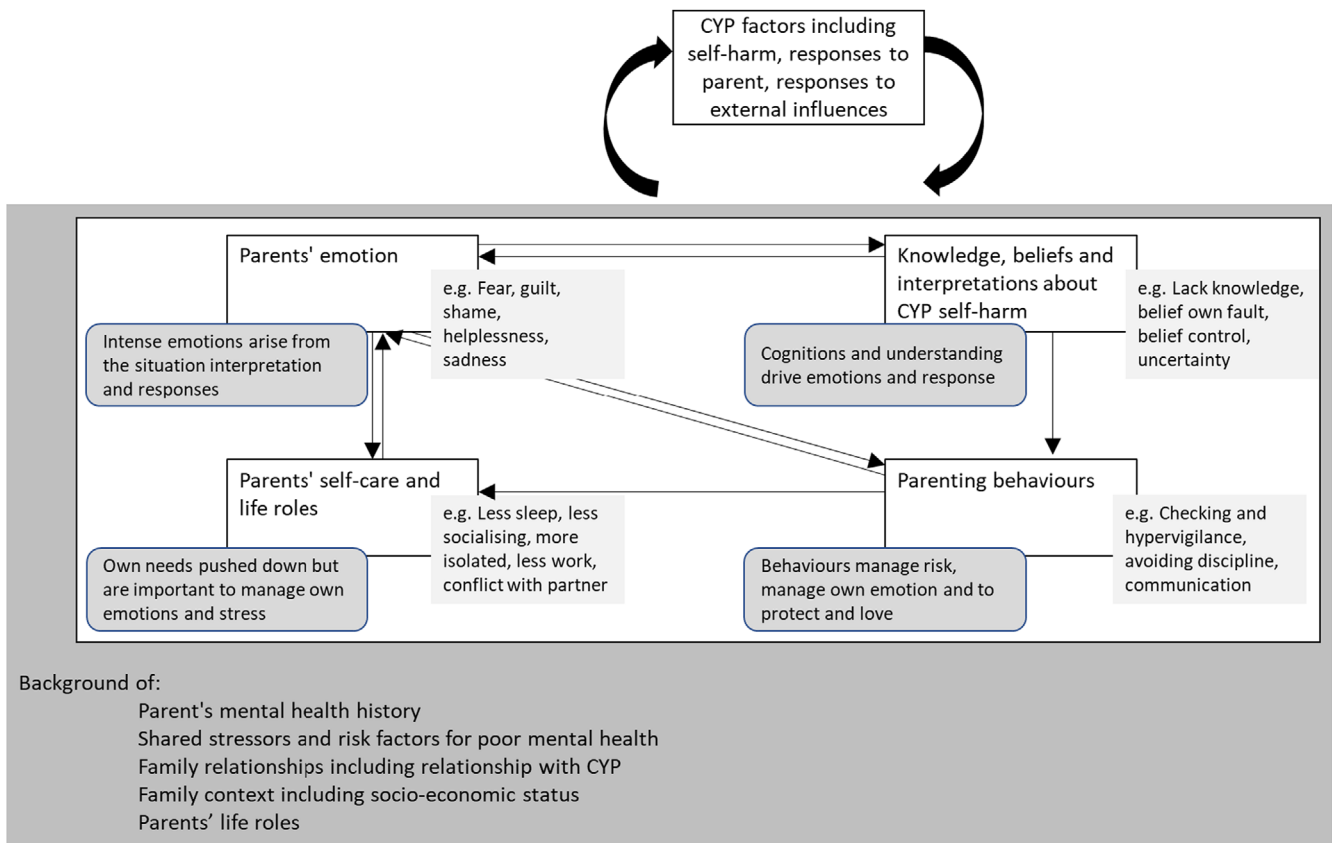 CYP factors including
self-harm, responses to
parent, responses to
external influences
Parents' emotion
e.g. Fear, guilt,
shame,
helplessness,
sadness
Intense emotions arise from
the situation interpretation
and responses
Knowledge, beliefs and
interpretations about
CYP self-harm
e.g. Lack knowledge,
belief own fault,
belief control,
uncertainty
Cognitions and understanding
drive emotions and response
Parents' self-care and
life roles
e.g. Less sleep, less
socialising, more
isolated, less work,
conflict with partner
Own needs pushed down but
are important to manage own
emotions and stress
Parenting behaviours
e.g. Checking and
hypervigilance,
avoiding discipline,
communication
Behaviours manage risk,
manage own emotion and to
protect and love
Background of:
Parent's mental health history
Shared stressors and risk factors for poor mental health
Family relationships including relationship with CYP
Family context including socio-economic status
Parents’ life roles